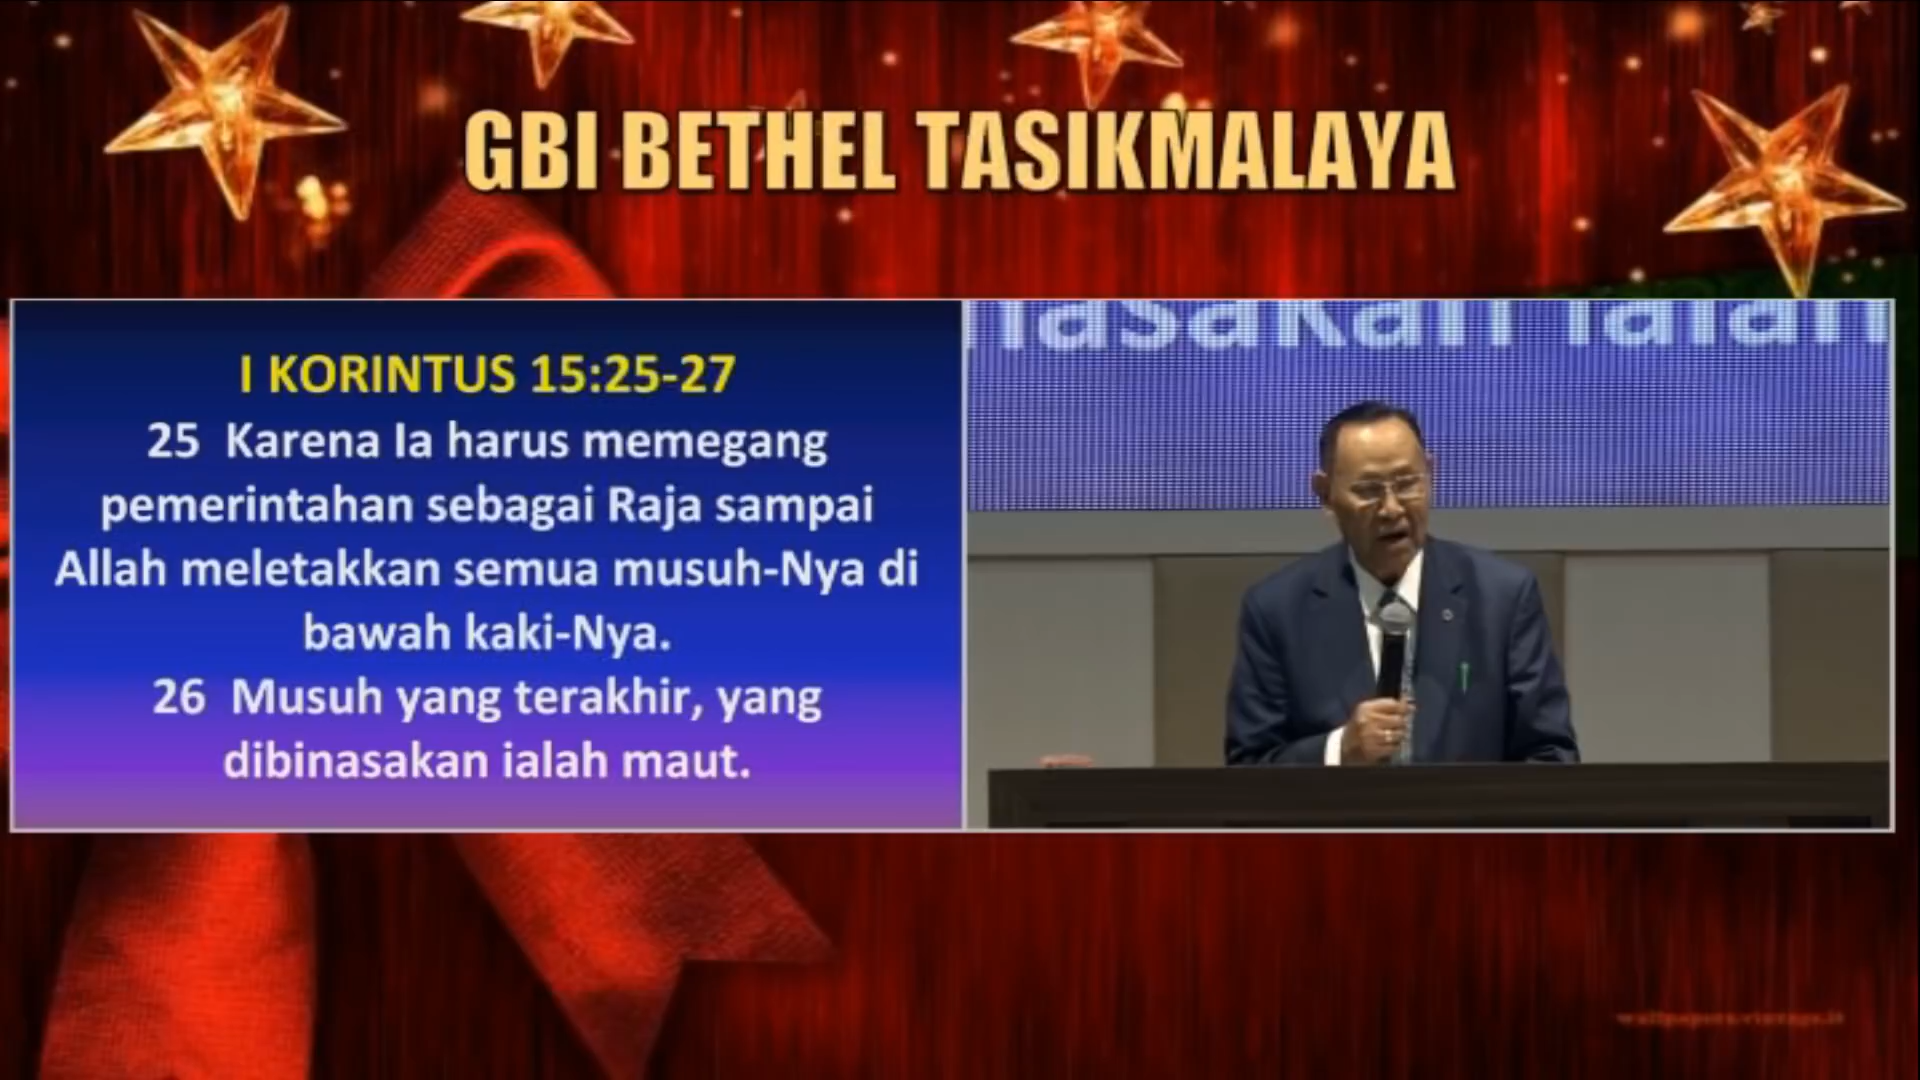 GBI BETHEL TASIKMALAYA
I KORINTUS 15:25-27
25 Karena Ia harus memegang
pemerintahan sebagai Raja sampai
Allah meletakkan semua musuh-Nya di
bawah kaki-Nya.
26 Musuh yang terakhir, yang
dibinasakan ialah maut.
ialah